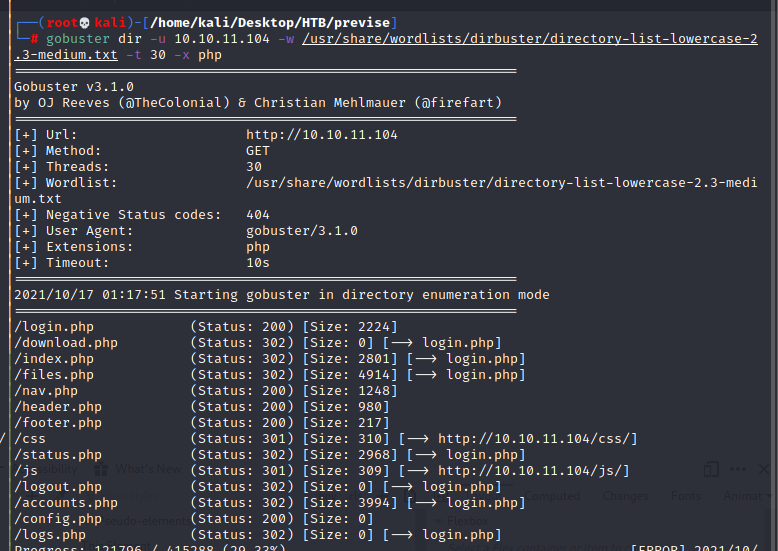 (root💀kali)-[/home/kali/Desktop/HTB/previse]
# gobuster dir -u 10.10.11.104 -w /usr/share/wordlists/dirbuster/directory-list-lowercase-2
.3-medium.txt -t 30 -x php
===============================================================
Gobuster v3.1.0
by OJ Reeves (@TheColonial) & Christian Mehlmauer (@firefart)
===============================================================
[+] Url:                     http://10.10.11.104
[+] Method:                  GET
[+] Threads:                 30
[+] Wordlist:                /usr/share/wordlists/dirbuster/directory-list-lowercase-2.3-medi
um.txt
[+] Negative Status codes:   404
[+] User Agent:              gobuster/3.1.0
[+] Extensions:              php
[+] Timeout:                 10s
===============================================================
2021/10/17 01:17:51 Starting gobuster in directory enumeration mode
===============================================================
/login.php            (Status: 200) [Size: 2224]
/download.php         (Status: 302) [Size: 0] [--> login.php]
/index.php            (Status: 302) [Size: 2801] [--> login.php]
/files.php            (Status: 302) [Size: 4914] [--> login.php]
/nav.php              (Status: 200) [Size: 1248]
/header.php           (Status: 200) [Size: 980]
/footer.php           (Status: 200) [Size: 217]
/css                  (Status: 301) [Size: 310] [--> http://10.10.11.104/css/]
/status.php           (Status: 302) [Size: 2968] [--> login.php]
/js                   (Status: 301) [Size: 309] [--> http://10.10.11.104/js/]
/logout.php           (Status: 302) [Size: 0] [--> login.php]
/accounts.php         (Status: 302) [Size: 3994] [--> login.php]
/config.php           (Status: 200) [Size: 0]
/logs.php             (Status: 302) [Size: 0] [--> login.php]
Progress: 121796 / 415288 (29.33%) [ERROR] 2021/10/
What's New
Computed Changes Fonts Animat
Flexbox